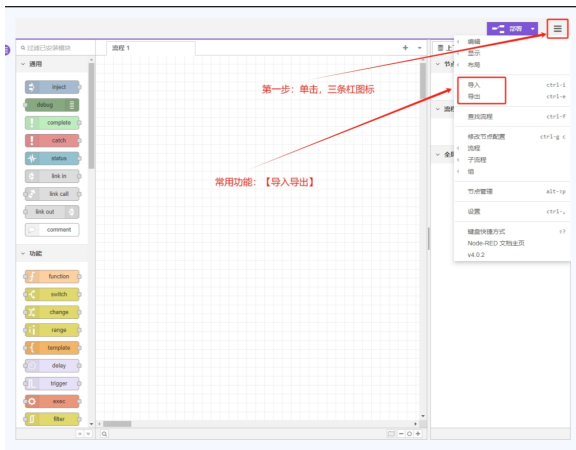 部署
过滤已安装模块
流程 1
通用
inject
debug
complete
catch
status
link in
link call
link out
comment
功能
function
switch
change
range
template
delay
trigger
exec
filter
第一步：单击，三条杠图标
常用功能：【导入导出】
编辑
显示
布局
导入 ctrl-i
导出 ctrl-e
查找流程 ctrl-f
修改节点配置 ctrl-g c
流程
子流程
组
节点管理 alt-⇧p
设置 ctrl-,
键盘快捷方式 ⇧?
Node-RED 文档主页
v4.0.2